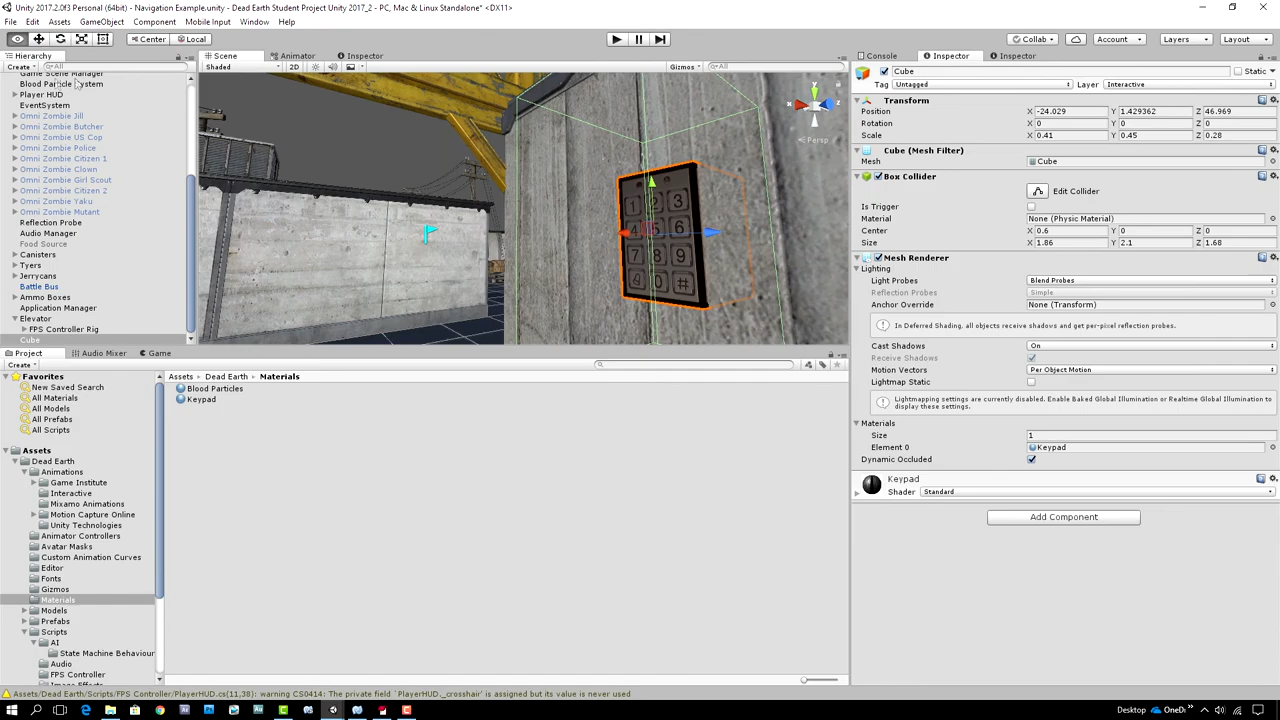 Unity 2017.2.0f3 Personal (64bit) - Navigation Example.unity - Dead Earth Student Project Unity 2017_2 - PC, Mac & Linux Standalone* <DX11>
File Edit Assets GameObject Component Mobile Input Window Help
Center Local Collab Account Layers Layout
Hierarchy Scene Animator Inspector Console Inspector Inspector
Create All Shaded 2D Gizmos All Cube Static
Game Scene Manager
Blood Particle System
Player HUD
EventSystem
Omni Zombie Jill
Omni Zombie Butcher
Omni Zombie US Cop
Omni Zombie Police
Omni Zombie Citizen 1
Omni Zombie Clown
Omni Zombie Girl Scout
Omni Zombie Citizen 2
Omni Zombie Yaku
Omni Zombie Mutant
Reflection Probe
Audio Manager
Food Source
Canisters
Tyers
Jerrycans
Battle Bus
Ammo Boxes
Application Manager
Elevator
FPS Controller Rig
Cube
x z
Persp
1 2 3
4 5 6
7 8 9
0 #
Tag Untagged Layer Interactive
Transform
Position X -24.029 Y 1.429362 Z 46.969
Rotation X 0 Y 0 Z 0
Scale X 0.41 Y 0.45 Z 0.28
Cube (Mesh Filter)
Mesh Cube
Box Collider
Edit Collider
Is Trigger
Material None (Physic Material)
Center X 0.6 Y 0 Z 0
Size X 1.86 Y 2.1 Z 1.68
Mesh Renderer
Lighting
Light Probes Blend Probes
Reflection Probes Simple
Anchor Override None (Transform)
In Deferred Shading, all objects receive shadows and get per-pixel reflection probes.
Cast Shadows On
Receive Shadows
Motion Vectors Per Object Motion
Lightmap Static
Lightmapping settings are currently disabled. Enable Baked Global Illumination or Realtime Global Illumination to
display these settings.
Materials
Size 1
Element 0 Keypad
Dynamic Occluded
Keypad
Shader Standard
Add Component
Project Audio Mixer Game
Create
Favorites
New Saved Search
All Materials
All Models
All Prefabs
All Scripts
Assets
Dead Earth
Animations
Game Institute
Interactive
Mixamo Animations
Motion Capture Online
Unity Technologies
Animator Controllers
Avatar Masks
Custom Animation Curves
Editor
Fonts
Gizmos
Materials
Models
Prefabs
Scripts
AI
State Machine Behaviour
Audio
FPS Controller
Assets Dead Earth Materials
Blood Particles
Keypad
Assets/Dead Earth/Scripts/FPS Controller/PlayerHUD.cs(11,38): warning CS0414: The private field `PlayerHUD._crosshair' is assigned but its value is never used
Desktop OneDr